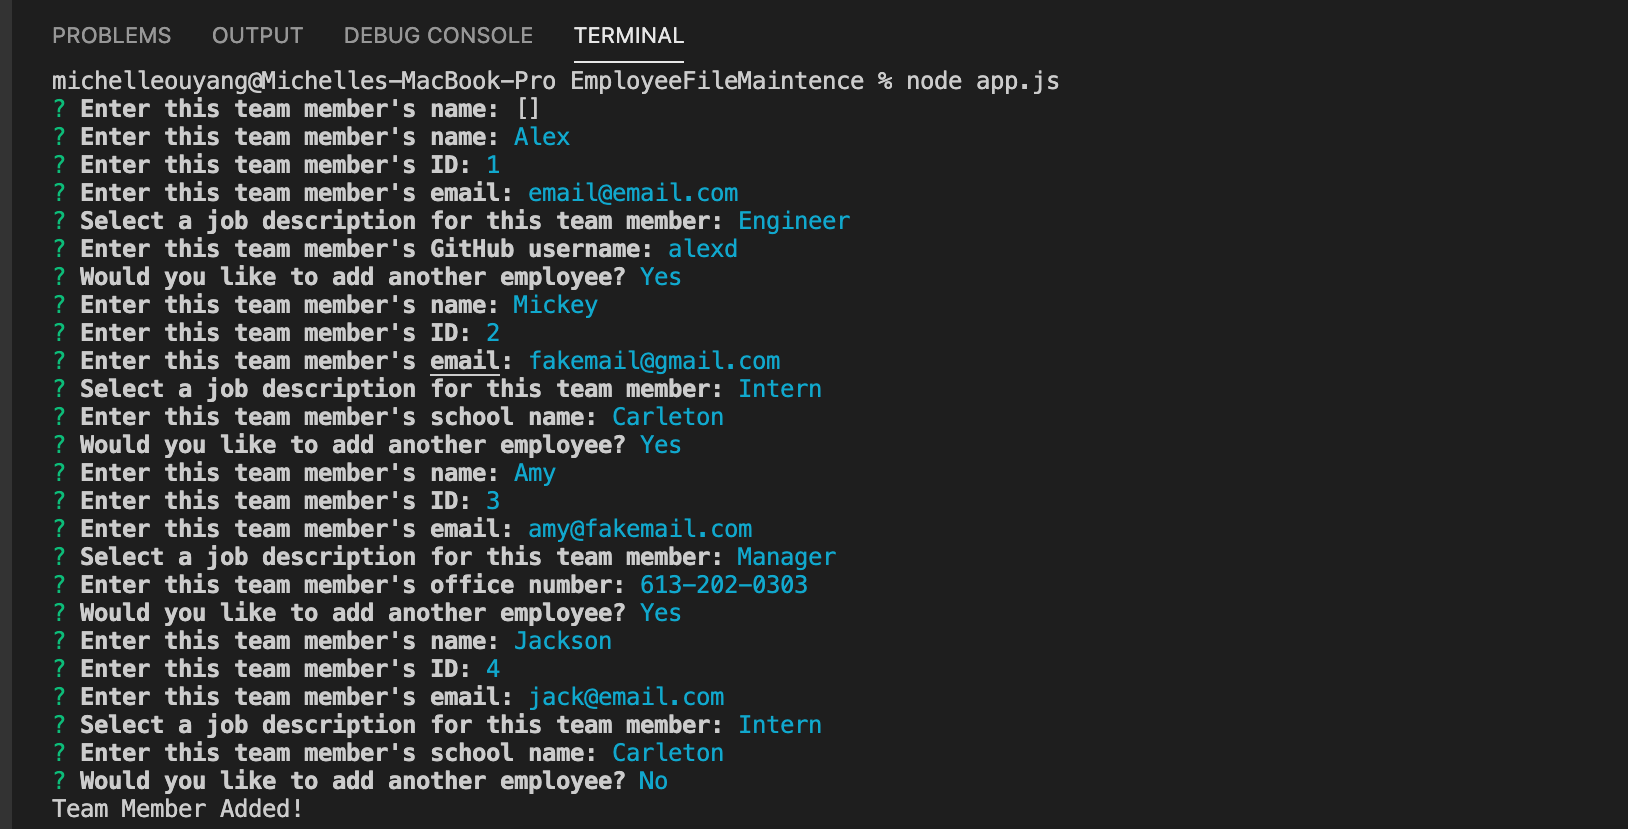 PROBLEMS OUTPUT DEBUG CONSOLE TERMINAL
michelleouyang@Michelles-MacBook-Pro EmployeeFileMaintence % node app.js
? Enter this team member's name: []
? Enter this team member's name: Alex
? Enter this team member's ID: 1
? Enter this team member's email: email@email.com
? Select a job description for this team member: Engineer
? Enter this team member's GitHub username: alexd
? Would you like to add another employee? Yes
? Enter this team member's name: Mickey
? Enter this team member's ID: 2
? Enter this team member's email: fakemail@gmail.com
? Select a job description for this team member: Intern
? Enter this team member's school name: Carleton
? Would you like to add another employee? Yes
? Enter this team member's name: Amy
? Enter this team member's ID: 3
? Enter this team member's email: amy@fakemail.com
? Select a job description for this team member: Manager
? Enter this team member's office number: 613-202-0303
? Would you like to add another employee? Yes
? Enter this team member's name: Jackson
? Enter this team member's ID: 4
? Enter this team member's email: jack@email.com
? Select a job description for this team member: Intern
? Enter this team member's school name: Carleton
? Would you like to add another employee? No
Team Member Added!